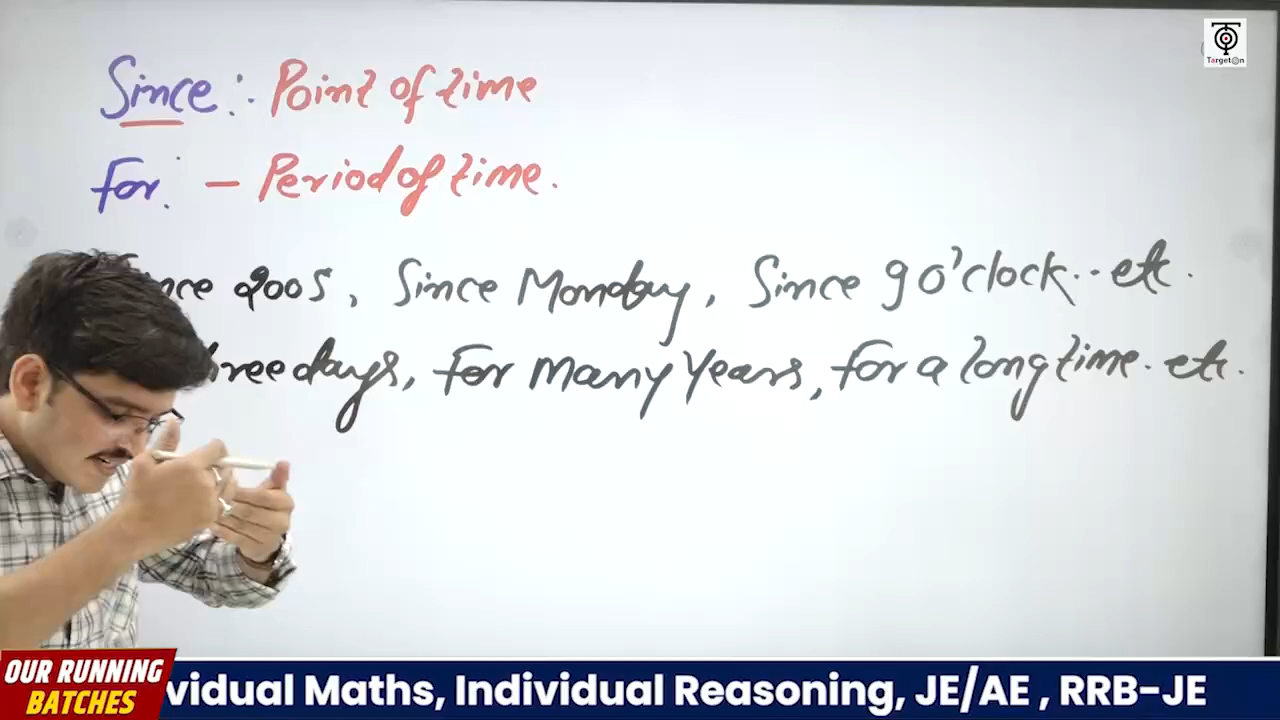 Since :. Point of time
For. - Period of time.
2005, Since Monday, Since 9 o'clock... etc.
days, for many years, for a long time. etc.
Target On
OUR RUNNING
BATCHES
vidual Maths, Individual Reasoning, JE/AE , RRB-JE